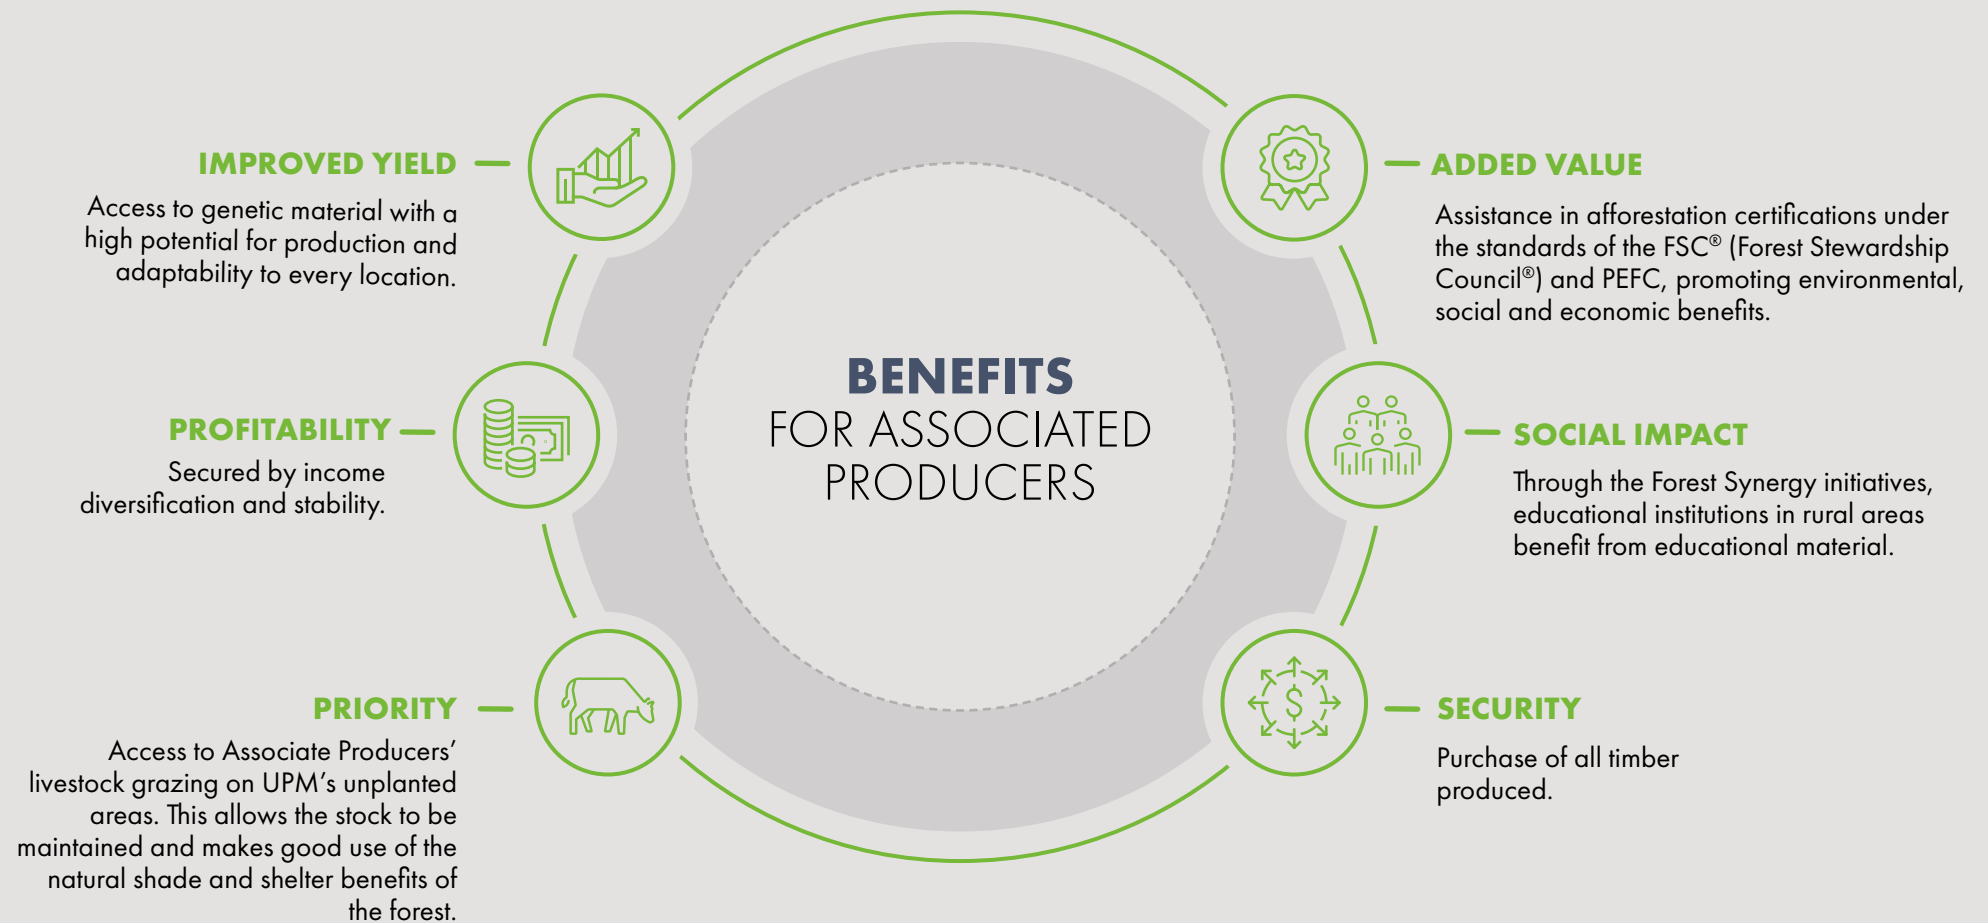 BENEFITS
FOR ASSOCIATED
PRODUCERS
IMPROVED YIELD
Access to genetic material with a
high potential for production and
adaptability to every location.
PROFITABILITY
Secured by income
diversification and stability.
PRIORITY
Access to Associate Producers’
livestock grazing on UPM’s unplanted
areas. This allows the stock to be
maintained and makes good use of the
natural shade and shelter benefits of
the forest.
ADDED VALUE
Assistance in afforestation certifications under
the standards of the FSC® (Forest Stewardship
Council®) and PEFC, promoting environmental,
social and economic benefits.
SOCIAL IMPACT
Through the Forest Synergy initiatives,
educational institutions in rural areas
benefit from educational material.
SECURITY
$
Purchase of all timber
produced.